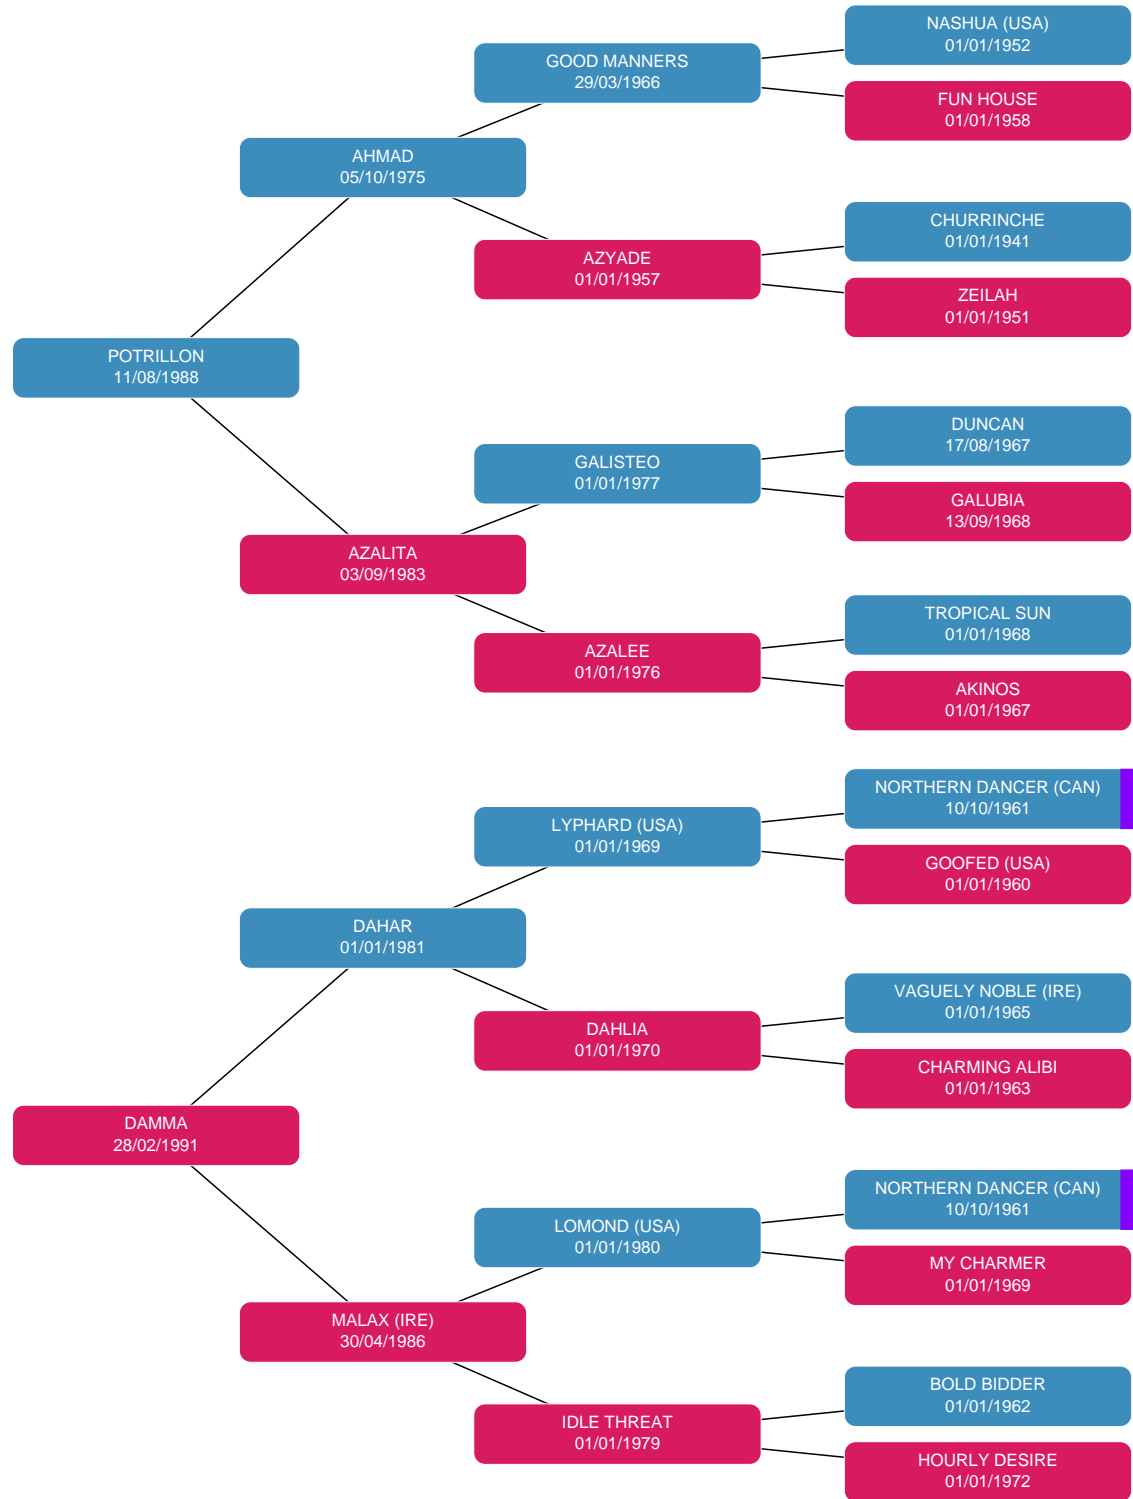 NASHUA (USA)
01/01/1952
GOOD MANNERS
29/03/1966
FUN HOUSE
01/01/1958
AHMAD
05/10/1975
CHURRINCHE
01/01/1941
AZYADE
01/01/1957
ZEILAH
01/01/1951
POTRILLON
11/08/1988
DUNCAN
17/08/1967
GALISTEO
01/01/1977
GALUBIA
13/09/1968
AZALITA
03/09/1983
TROPICAL SUN
01/01/1968
AZALEE
01/01/1976
AKINOS
01/01/1967
NORTHERN DANCER (CAN)
10/10/1961
LYPHARD (USA)
01/01/1969
GOOFED (USA)
01/01/1960
DAHAR
01/01/1981
VAGUELY NOBLE (IRE)
01/01/1965
DAHLIA
01/01/1970
CHARMING ALIBI
01/01/1963
DAMMA
28/02/1991
NORTHERN DANCER (CAN)
10/10/1961
LOMOND (USA)
01/01/1980
MY CHARMER
01/01/1969
MALAX (IRE)
30/04/1986
BOLD BIDDER
01/01/1962
IDLE THREAT
01/01/1979
HOURLY DESIRE
01/01/1972